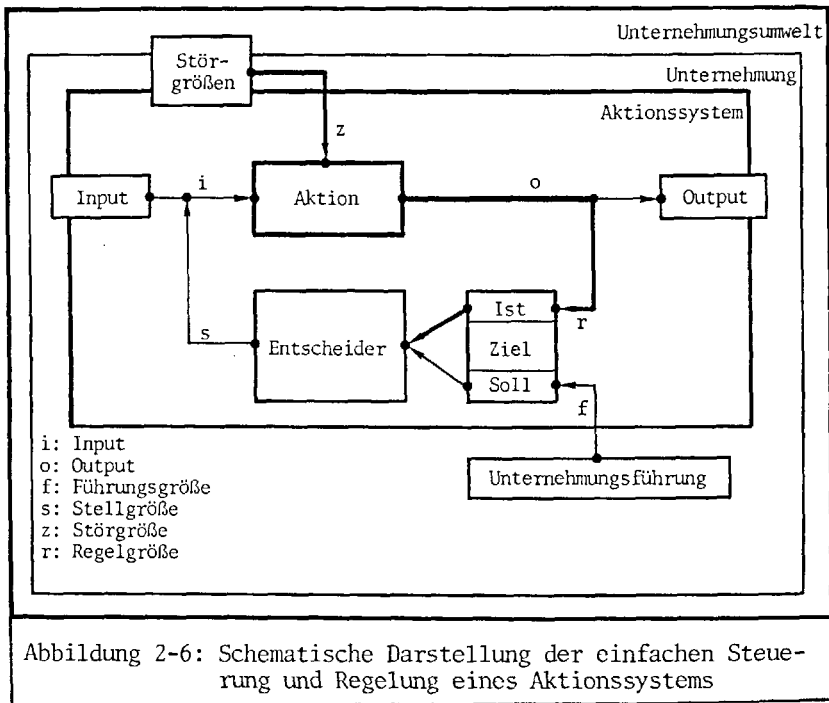 Unternehmungsumwelt
Stör-
größen
Unternehmung
Aktionssystem
z
Input
i
Aktion
o
Output
s
Entscheider
Ist
Ziel
Soll
r
f
i: Input
o: Output
f: Führungsgröße
s: Stellgröße
z: Störgröße
r: Regelgröße
Unternehmungsführung
Abbildung 2-6: Schematische Darstellung der einfachen Steue-
rung und Regelung eines Aktionssystems